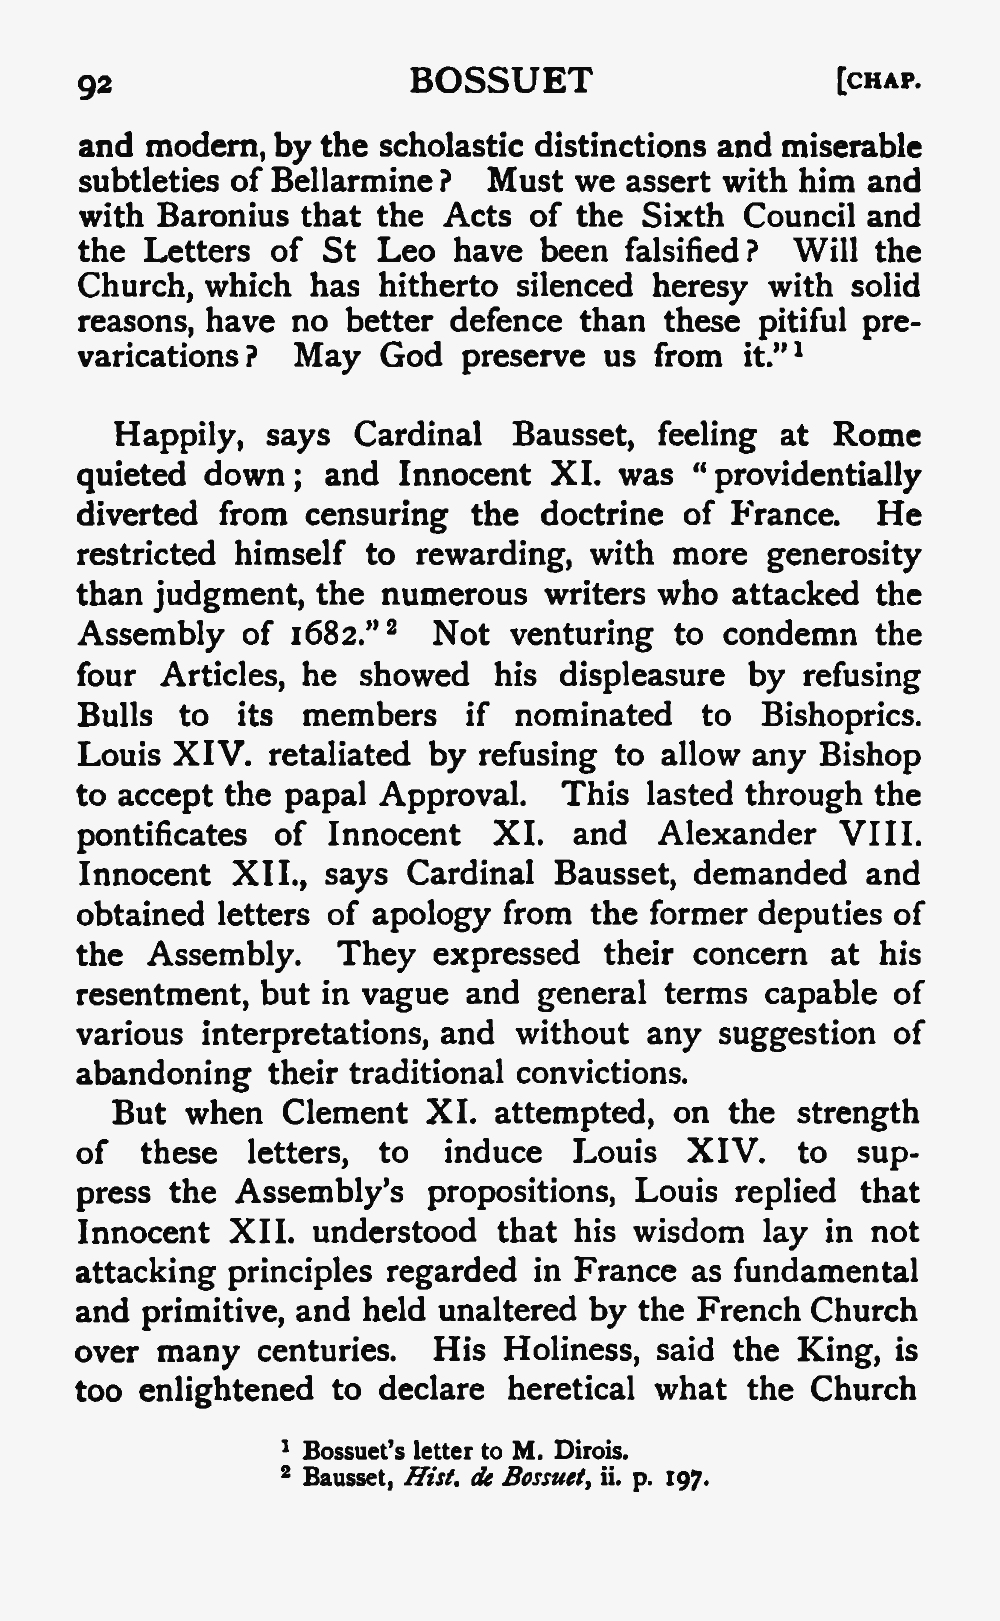 92 BOSSUET [CHAP.
and modern, by the scholastic distinctions and miserable
subtleties of Bellarmine? Must we assert with him and
with Baronius that the Acts of the Sixth Council and
the Letters of St Leo have been falsified? Will the
Church, which has hitherto silenced heresy with solid
reasons, have no better defence than these pitiful pre-
varications? May God preserve us from it." 1
Happily, says Cardinal Bausset, feeling at Rome
quieted down; and Innocent XI. was "providentially
diverted from censuring the doctrine of France. He
restricted himself to rewarding, with more generosity
than judgment, the numerous writers who attacked the
Assembly of 1682." 2 Not venturing to condemn the
four Articles, he showed his displeasure by refusing
Bulls to its members if nominated to Bishoprics.
Louis XIV. retaliated by refusing to allow any Bishop
to accept the papal Approval. This lasted through the
pontificates of Innocent XI. and Alexander VIII.
Innocent XII., says Cardinal Bausset, demanded and
obtained letters of apology from the former deputies of
the Assembly. They expressed their concern at his
resentment, but in vague and general terms capable of
various interpretations, and without any suggestion of
abandoning their traditional convictions.
But when Clement XI. attempted, on the strength
of these letters, to induce Louis XIV. to sup-
press the Assembly's propositions, Louis replied that
Innocent XII. understood that his wisdom lay in not
attacking principles regarded in France as fundamental
and primitive, and held unaltered by the French Church
over many centuries. His Holiness, said the King, is
too enlightened to declare heretical what the Church
1 Bossuet's letter to M. Dirois.
2 Bausset, Hist. de Bossuet, ii. p. 197.